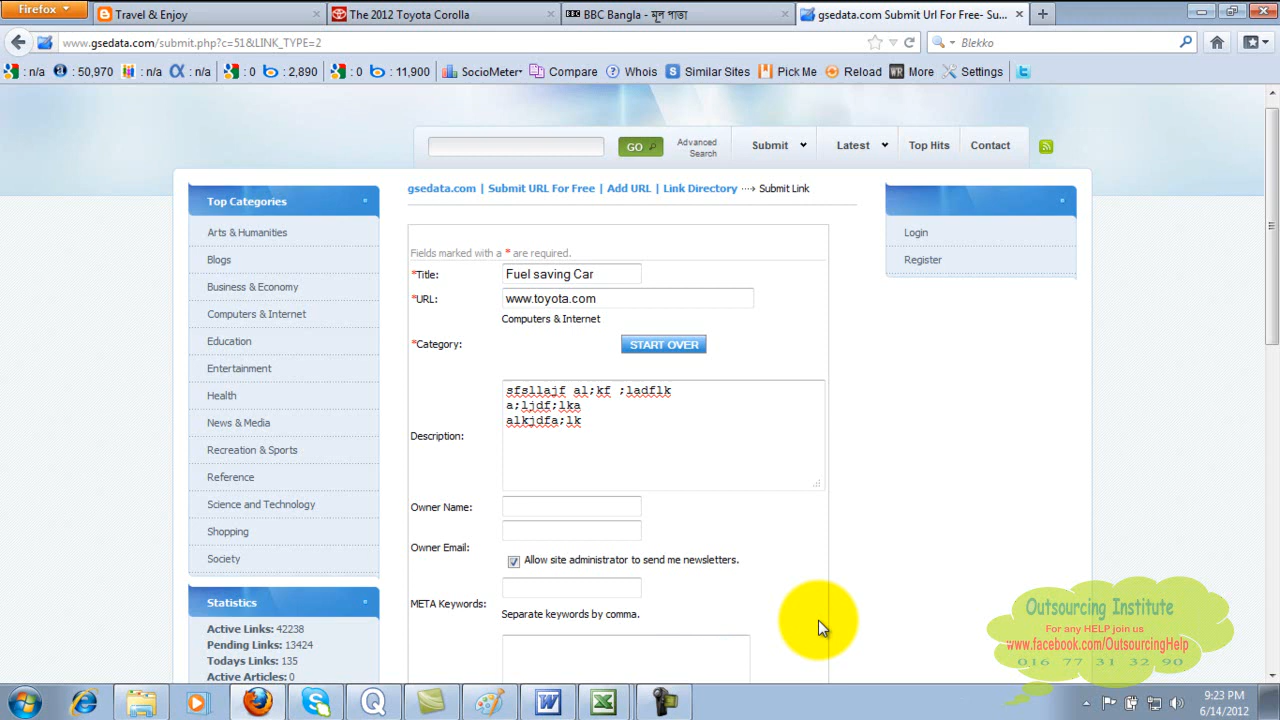 Firefox
Travel & Enjoy
The 2012 Toyota Corolla
BBC Bangla - মূল পাতা
gsedata.com Submit Url For Free- Su...
www.gsedata.com/submit.php?c=51&LINK_TYPE=2
Blekko
: n/a : 50,970 : n/a : n/a : 0 : 2,890 : 0 : 11,900 SocioMeter Compare Whois Similar Sites Pick Me Reload More Settings
GO
Advanced Search
Submit Latest Top Hits Contact
Top Categories
Arts & Humanities
Blogs
Business & Economy
Computers & Internet
Education
Entertainment
Health
News & Media
Recreation & Sports
Reference
Science and Technology
Shopping
Society
Statistics
Active Links: 42238
Pending Links: 13424
Todays Links: 135
Active Articles: 0
gsedata.com | Submit URL For Free | Add URL | Link Directory ···→ Submit Link
Fields marked with a * are required.
*Title: Fuel saving Car
*URL: www.toyota.com
Computers & Internet
*Category: START OVER
sfsllajf al;kf ;ladflk
a;ljdf;lka
alkjdfa;lk
Description:
Owner Name:
Owner Email:
Allow site administrator to send me newsletters.
META Keywords:
Separate keywords by comma.
Login
Register
Outsourcing Institute
For any HELP join us
www.facebook.com/OutsourcingHelp
016 77 31 32 90
9:23 PM
6/14/2012